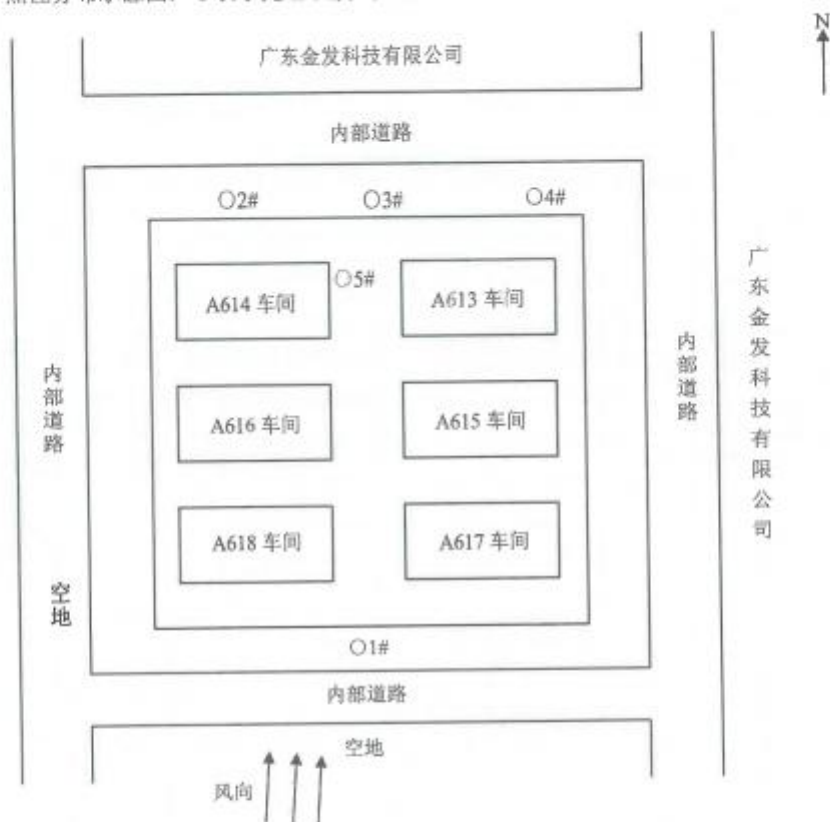 N
广东金发科技有限公司
内部道路
○2#
○3#
○4#
○5#
A614 车间
A613 车间
广东金发科技有限公司
内部道路
内部道路
A616 车间
A615 车间
A618 车间
A617 车间
空地
○1#
内部道路
空地
风向